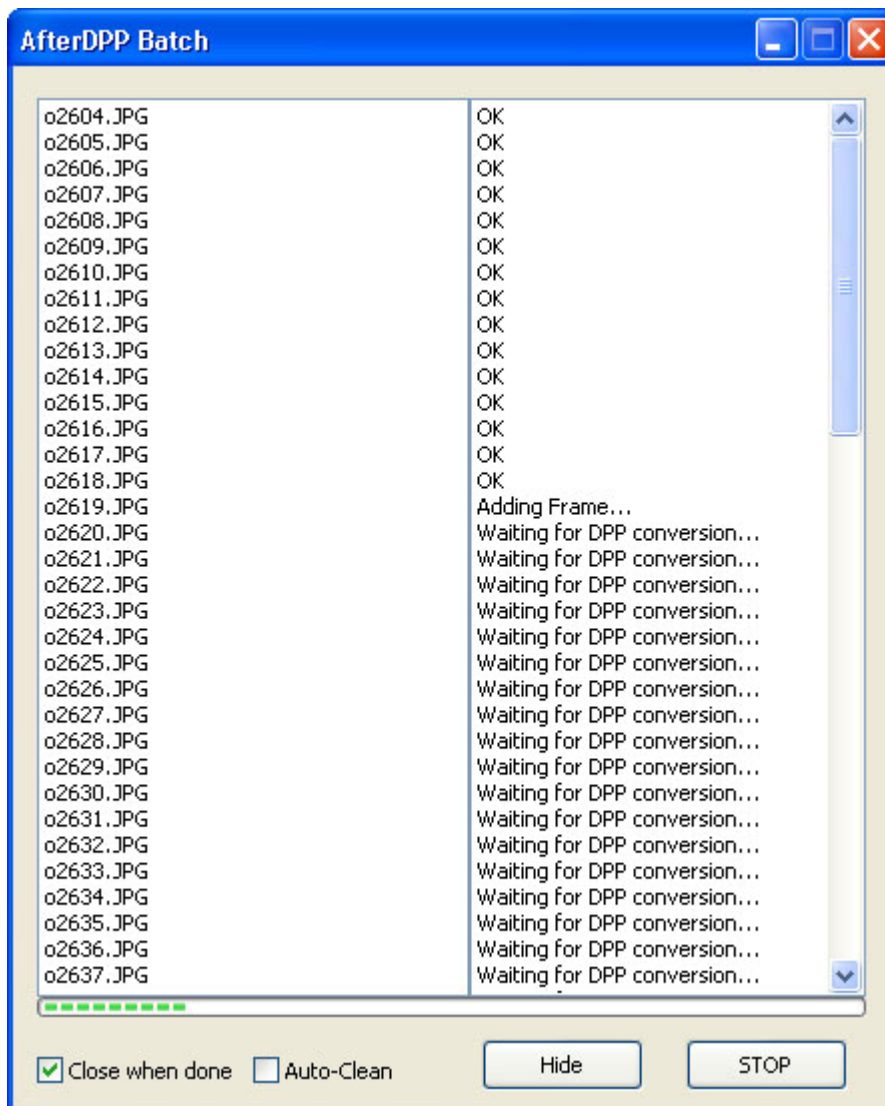 AfterDPP Batch
o2604.JPG OK
o2605.JPG OK
o2606.JPG OK
o2607.JPG OK
o2608.JPG OK
o2609.JPG OK
o2610.JPG OK
o2611.JPG OK
o2612.JPG OK
o2613.JPG OK
o2614.JPG OK
o2615.JPG OK
o2616.JPG OK
o2617.JPG OK
o2618.JPG OK
o2619.JPG Adding Frame...
o2620.JPG Waiting for DPP conversion...
o2621.JPG Waiting for DPP conversion...
o2622.JPG Waiting for DPP conversion...
o2623.JPG Waiting for DPP conversion...
o2624.JPG Waiting for DPP conversion...
o2625.JPG Waiting for DPP conversion...
o2626.JPG Waiting for DPP conversion...
o2627.JPG Waiting for DPP conversion...
o2628.JPG Waiting for DPP conversion...
o2629.JPG Waiting for DPP conversion...
o2630.JPG Waiting for DPP conversion...
o2631.JPG Waiting for DPP conversion...
o2632.JPG Waiting for DPP conversion...
o2633.JPG Waiting for DPP conversion...
o2634.JPG Waiting for DPP conversion...
o2635.JPG Waiting for DPP conversion...
o2636.JPG Waiting for DPP conversion...
o2637.JPG Waiting for DPP conversion...
Close when done Auto-Clean Hide STOP